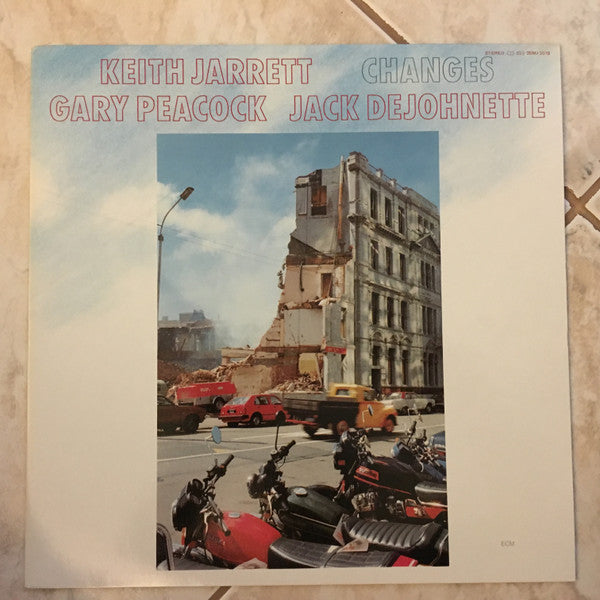 KEITH JARRETT CHANGES
GARY PEACOCK JACK DEJOHNETTE
ECM